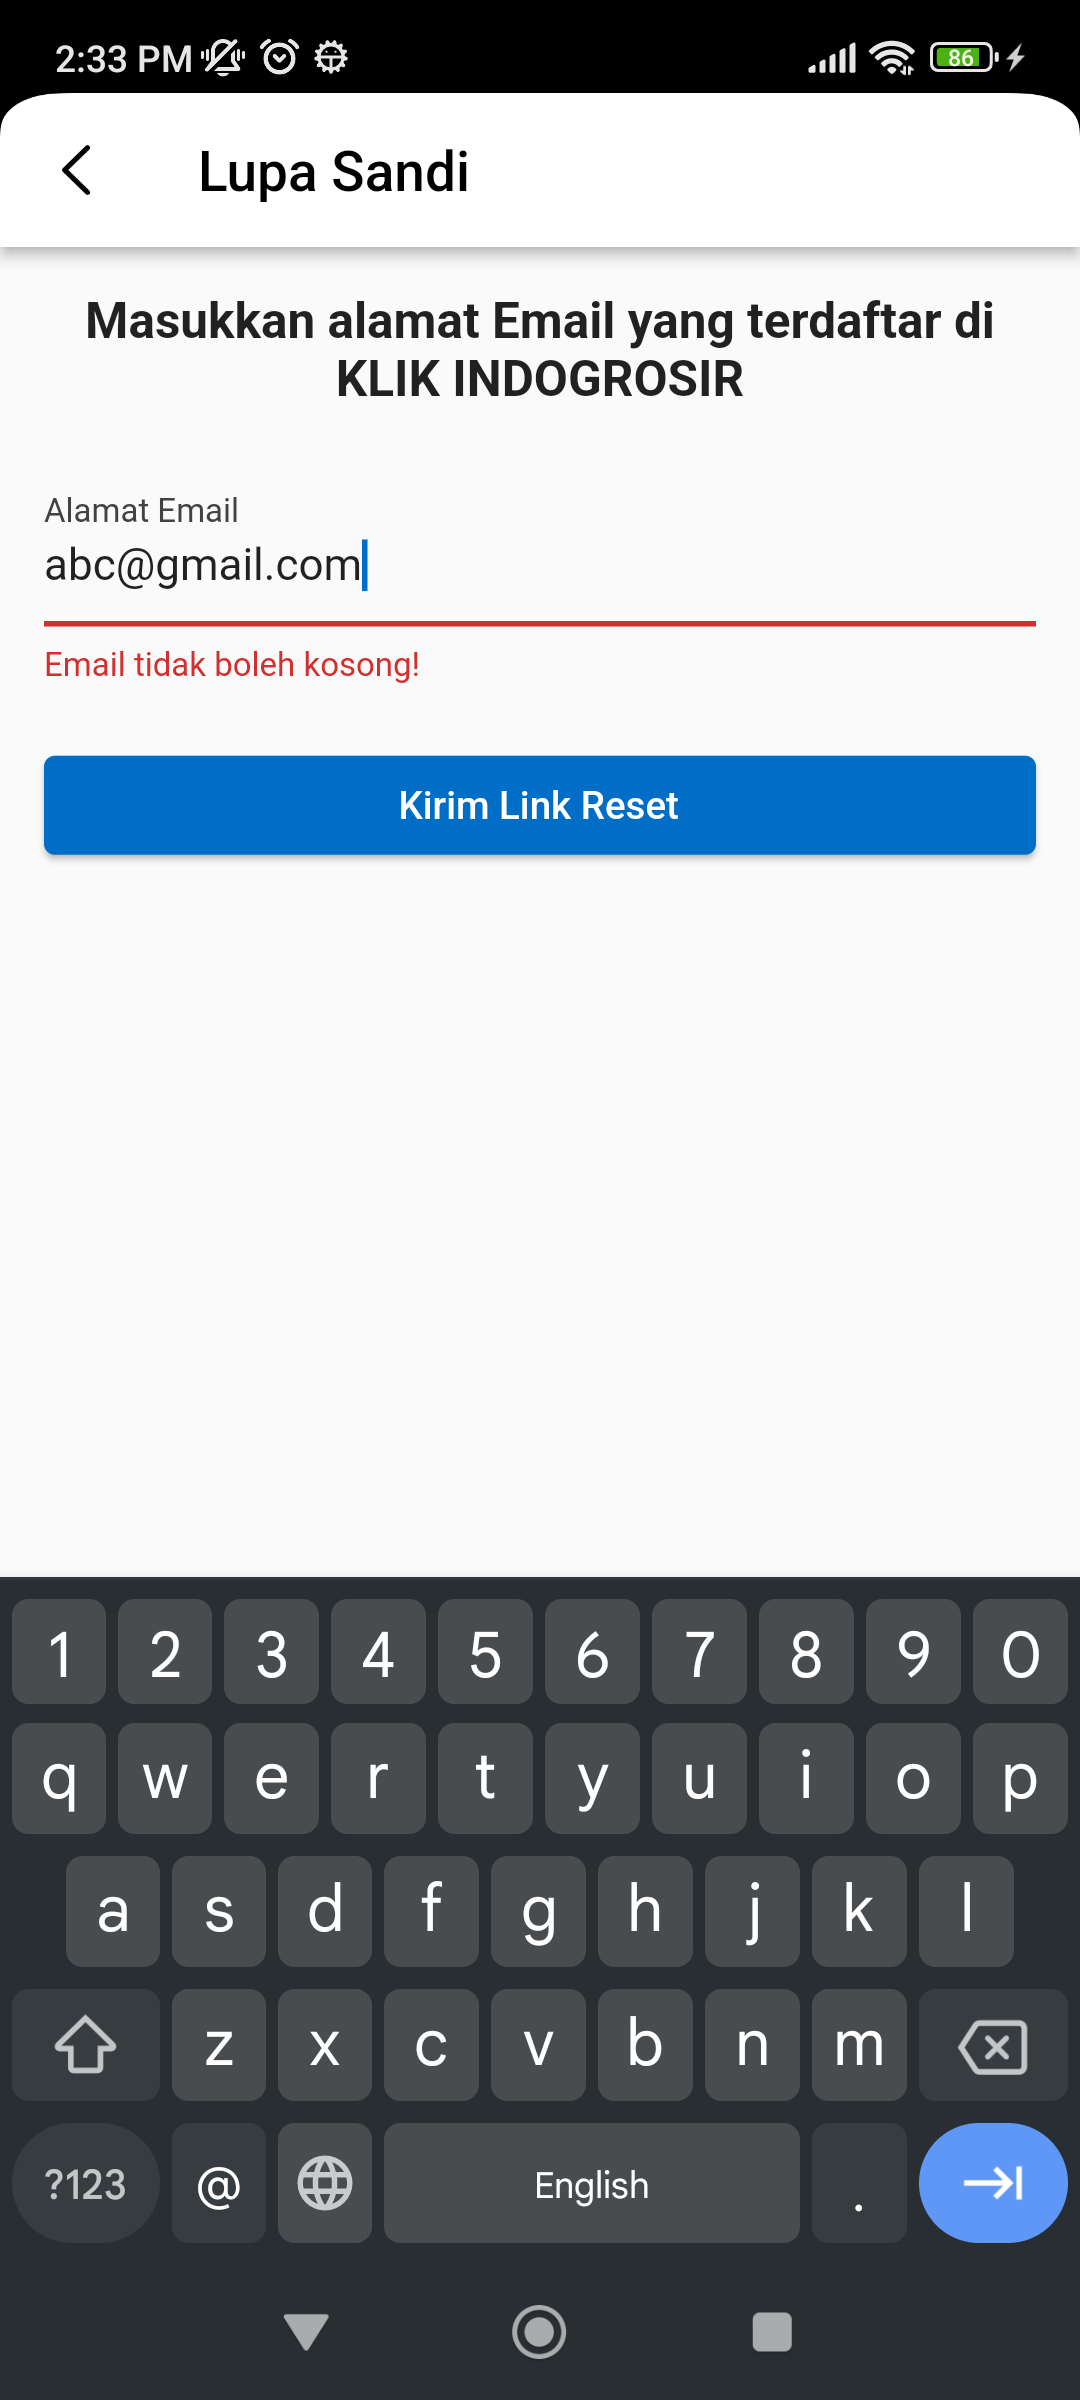 2:33 PM
86
Lupa Sandi
Masukkan alamat Email yang terdaftar di
KLIK INDOGROSIR
Alamat Email
abc@gmail.com
Email tidak boleh kosong!
Kirim Link Reset
1 2 3 4 5 6 7 8 9 0
q w e r t y u i o p
a s d f g h j k l
z x c v b n m
?123 @ English .